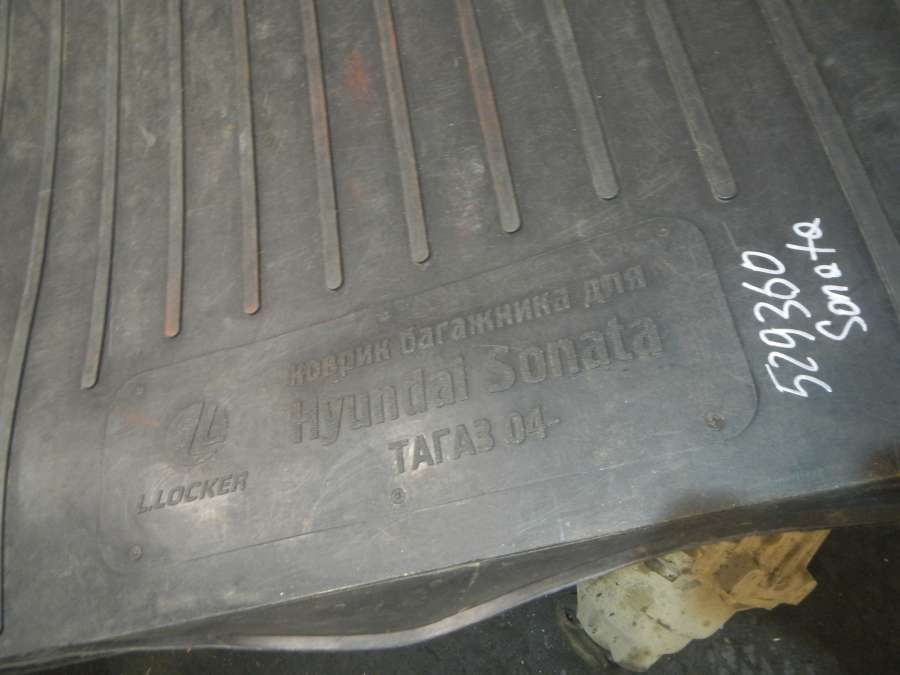 коврик багажника для
Hyundai Sonata
ТАГАЗ 04-
L.LOCKER
529360
Sonata